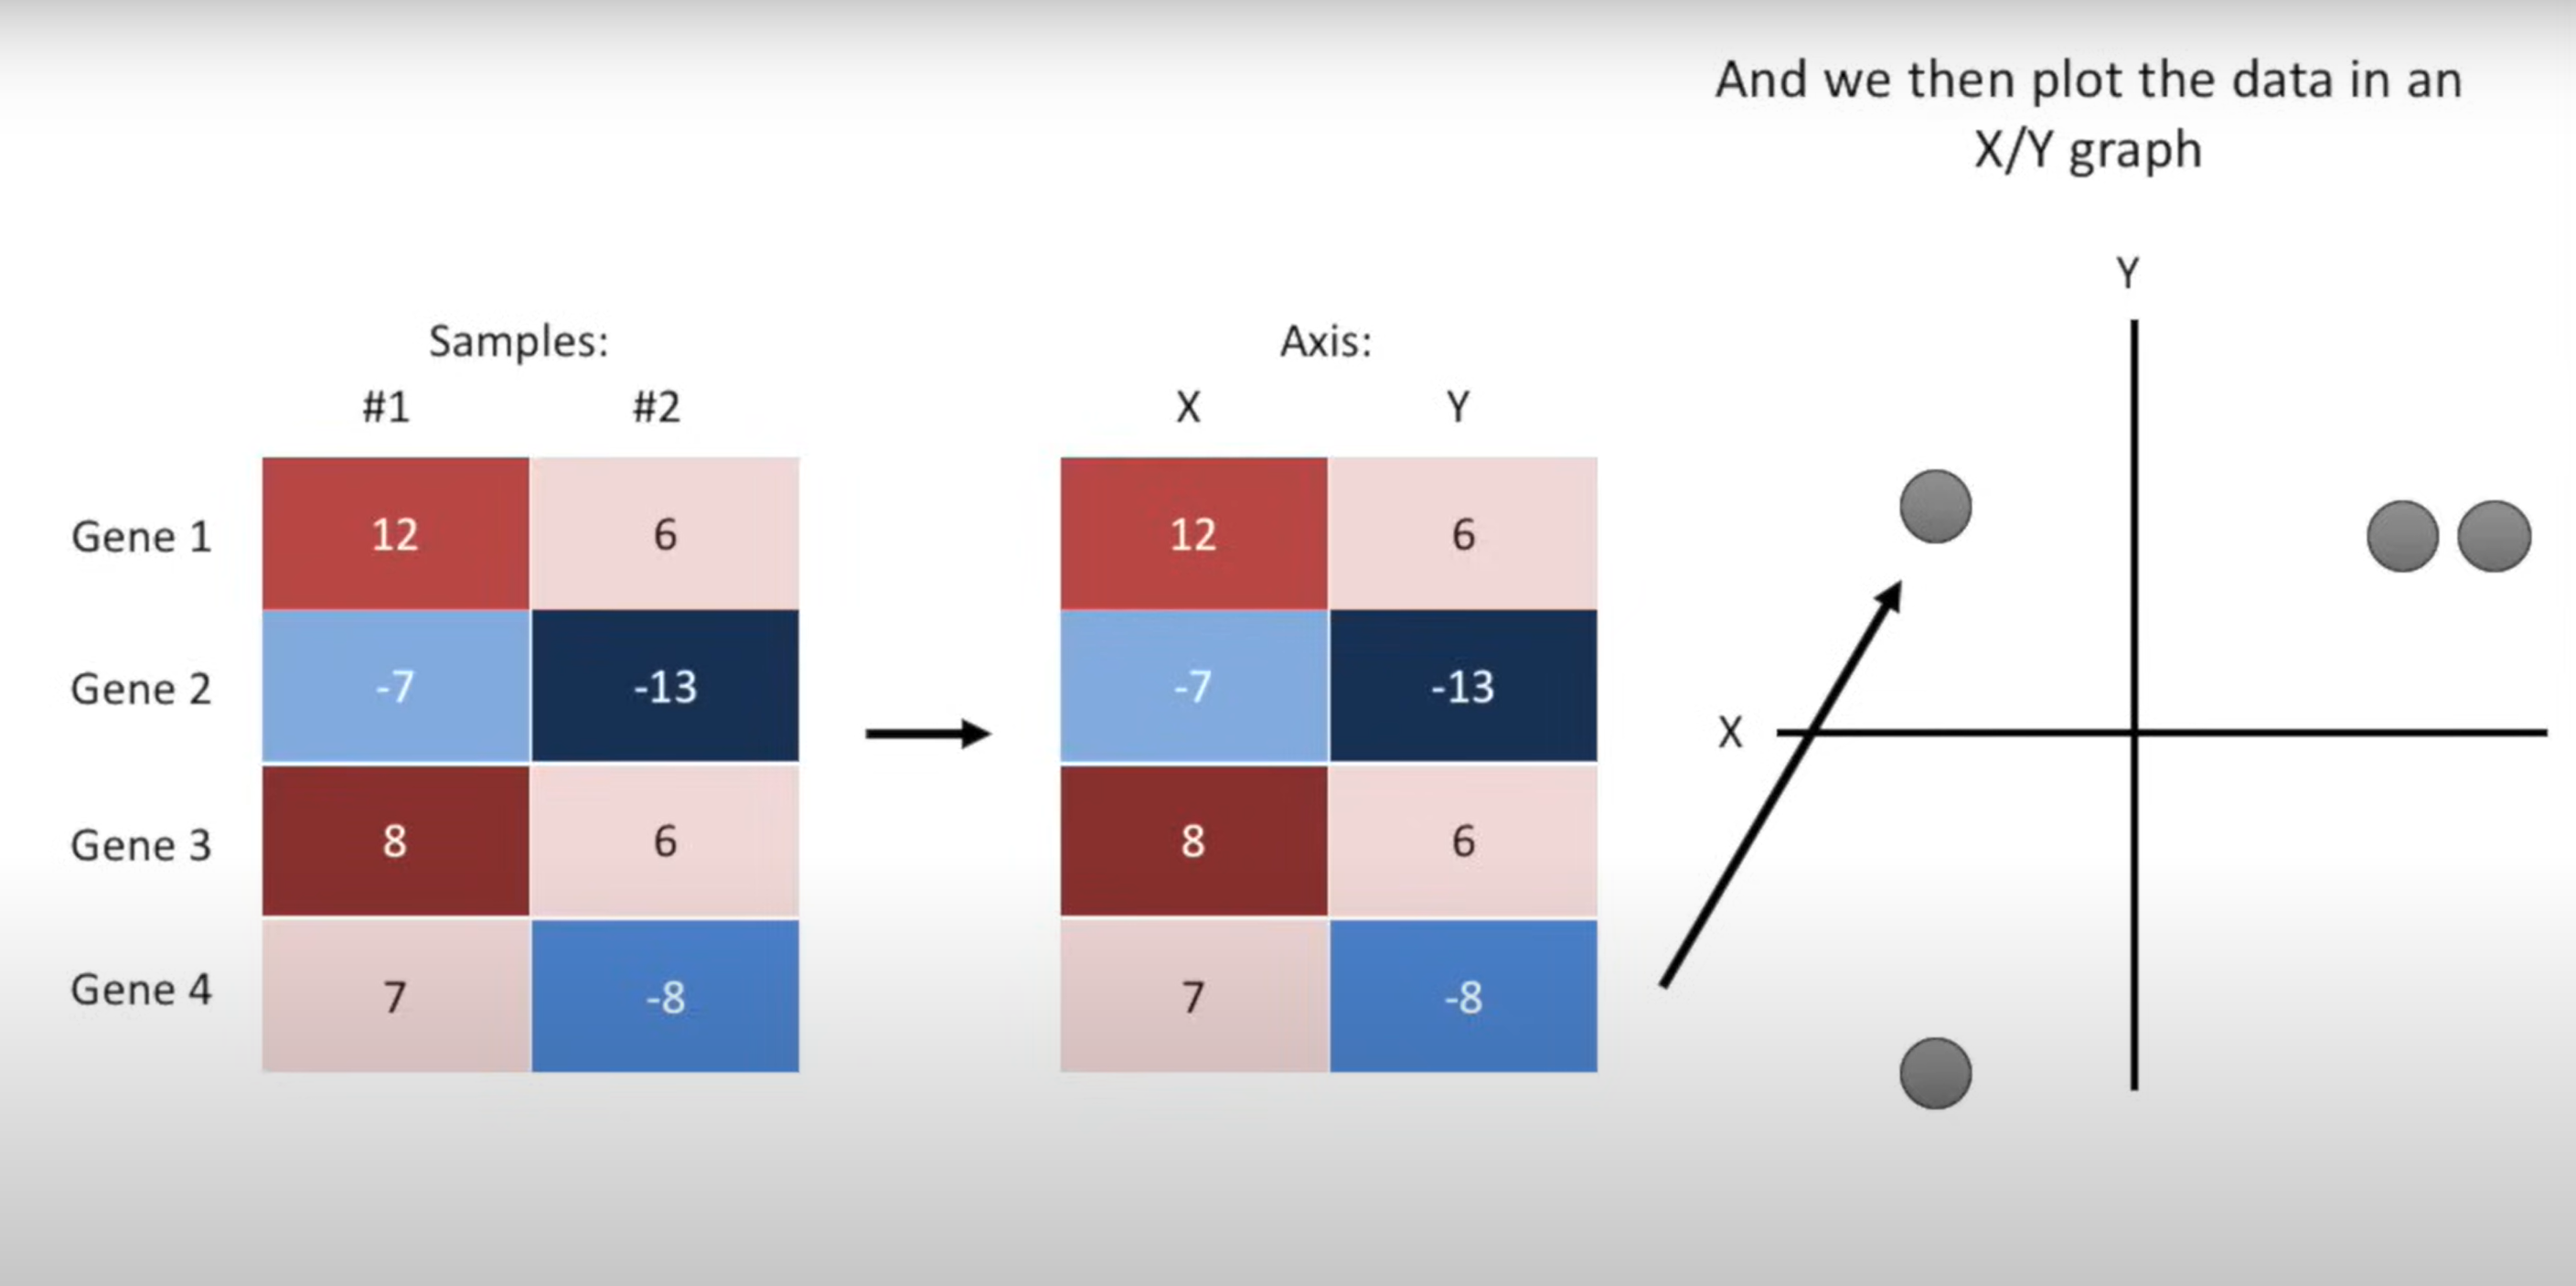 And we then plot the data in an
X/Y graph
Samples:
#1 #2
Gene 1 12 6
Gene 2 -7 -13
Gene 3 8 6
Gene 4 7 -8
Axis:
X Y
12 6
-7 -13
8 6
7 -8
Y
X